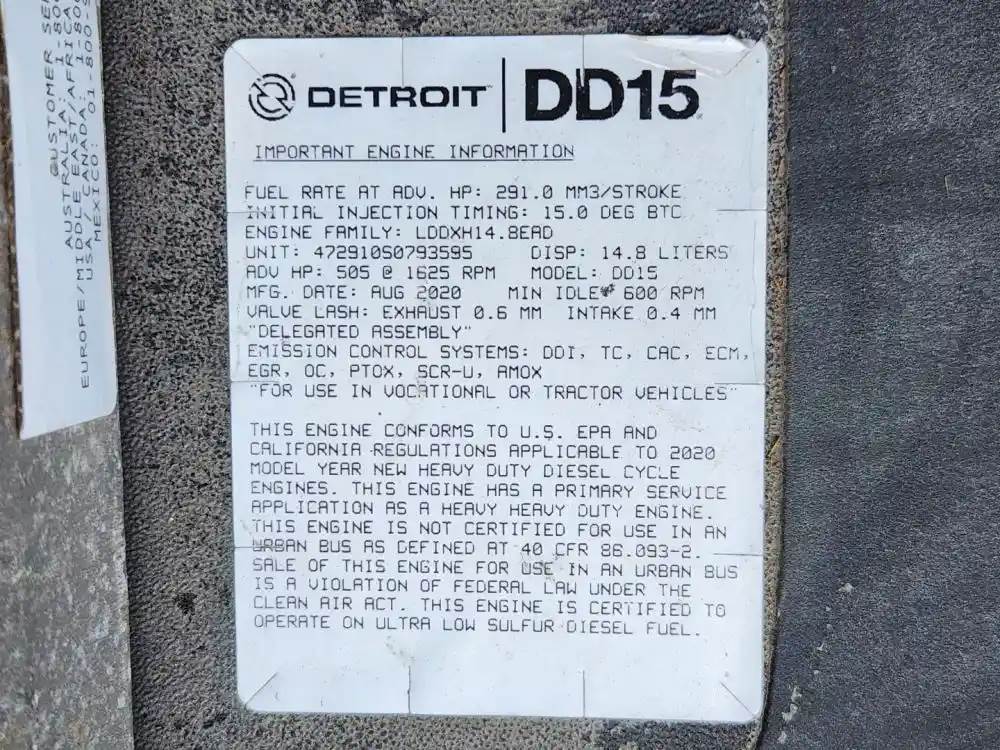 CUSTOMER
AUSTRALIA: 1-80
EUROPE/MIDDLE EAST/AFRICA
USA/CANADA: 1-80
MEXICO: 01-800-
DETROIT DD15
IMPORTANT ENGINE INFORMATION
FUEL RATE AT ADV. HP: 291.0 MM3/STROKE
INITIAL INJECTION TIMING: 15.0 DEG BTC
ENGINE FAMILY: LDDXH14.8EAD
UNIT: 472910S0793595 DISP: 14.8 LITERS
ADV HP: 505 @ 1625 RPM MODEL: DD15
MFG. DATE: AUG 2020 MIN IDLE: 600 RPM
VALVE LASH: EXHAUST 0.6 MM INTAKE 0.4 MM
"DELEGATED ASSEMBLY"
EMISSION CONTROL SYSTEMS: DDI, TC, CAC, ECM,
EGR, OC, PTOX, SCR-U, AMOX
"FOR USE IN VOCATIONAL OR TRACTOR VEHICLES"
THIS ENGINE CONFORMS TO U.S. EPA AND
CALIFORNIA REGULATIONS APPLICABLE TO 2020
MODEL YEAR NEW HEAVY DUTY DIESEL CYCLE
ENGINES. THIS ENGINE HAS A PRIMARY SERVICE
APPLICATION AS A HEAVY HEAVY DUTY ENGINE.
THIS ENGINE IS NOT CERTIFIED FOR USE IN AN
URBAN BUS AS DEFINED AT 40 CFR 86.093-2.
SALE OF THIS ENGINE FOR USE IN AN URBAN BUS
IS A VIOLATION OF FEDERAL LAW UNDER THE
CLEAN AIR ACT. THIS ENGINE IS CERTIFIED TO
OPERATE ON ULTRA LOW SULFUR DIESEL FUEL.